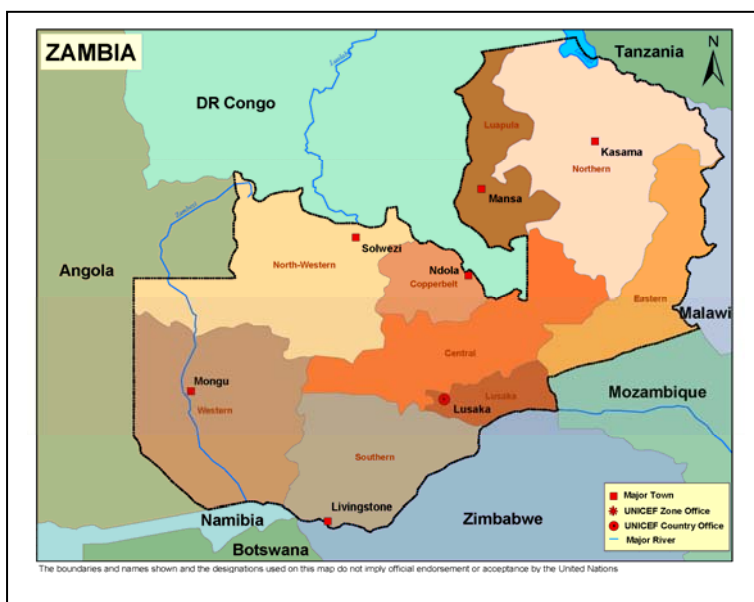 ZAMBIA
Tanzania
N
DR Congo
Luapula
Kasama
Northern
Mansa
Zambezi
Solwezi
North-Western
Angola
Ndola
Copperbelt
Eastern
Malawi
Central
Mongu
Western
Lusaka
Lusaka
Mozambique
Southern
Livingstone
Namibia
Zimbabwe
Botswana
Major Town
UNICEF Zone Office
UNICEF Country Office
Major River
The boundaries and names shown and the designations used on this map do not imply official endorsement or acceptance by the United Nations